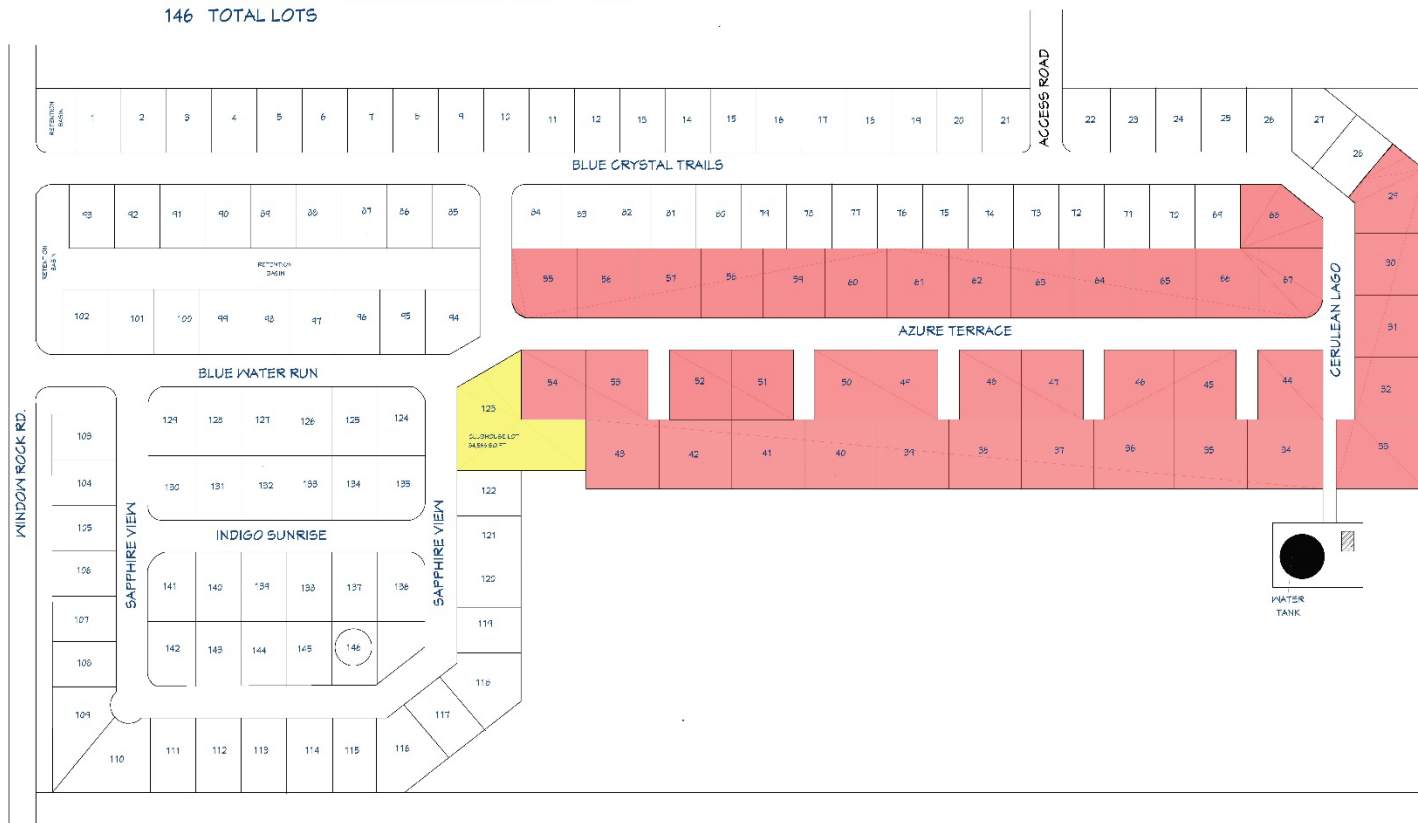 146 TOTAL LOTS
RETENTION
BASIN
1 2 3 4 5 6 7 8 9 10 11 12 13 14 15 16 17 18 19 20 21
ACCESS ROAD
22 23 24 25 26 27
28
BLUE CRYSTAL TRAILS
29
93 92 91 90 89 88 87 86 85
84 83 82 81 80 79 78 77 76 75 74 73 72 71 70 69 68
RETENTION
BASIN
RETENTION
BASIN
55 56 57 58 59 60 61 62 63 64 65 66 67
30
102 101 100 99 98 97 96 95 94
AZURE TERRACE
CERULEAN LAGO
31
BLUE WATER RUN
54 53 52 51 50 49 48 47 46 45 44
32
WINDOW ROCK RD.
103
129 128 127 126 125 124
123
CLUBHOUSE LOT
43 42 41 40 39 38 37 36 35 34 33
104
130 131 132 133 134 135
122
SAPPHIRE VIEW
SAPPHIRE VIEW
105
INDIGO SUNRISE
121
106
141 140 139 138 137 136
120
WATER
TANK
107
119
108
142 143 144 145 146
118
109
117
110 111 112 113 114 115 116